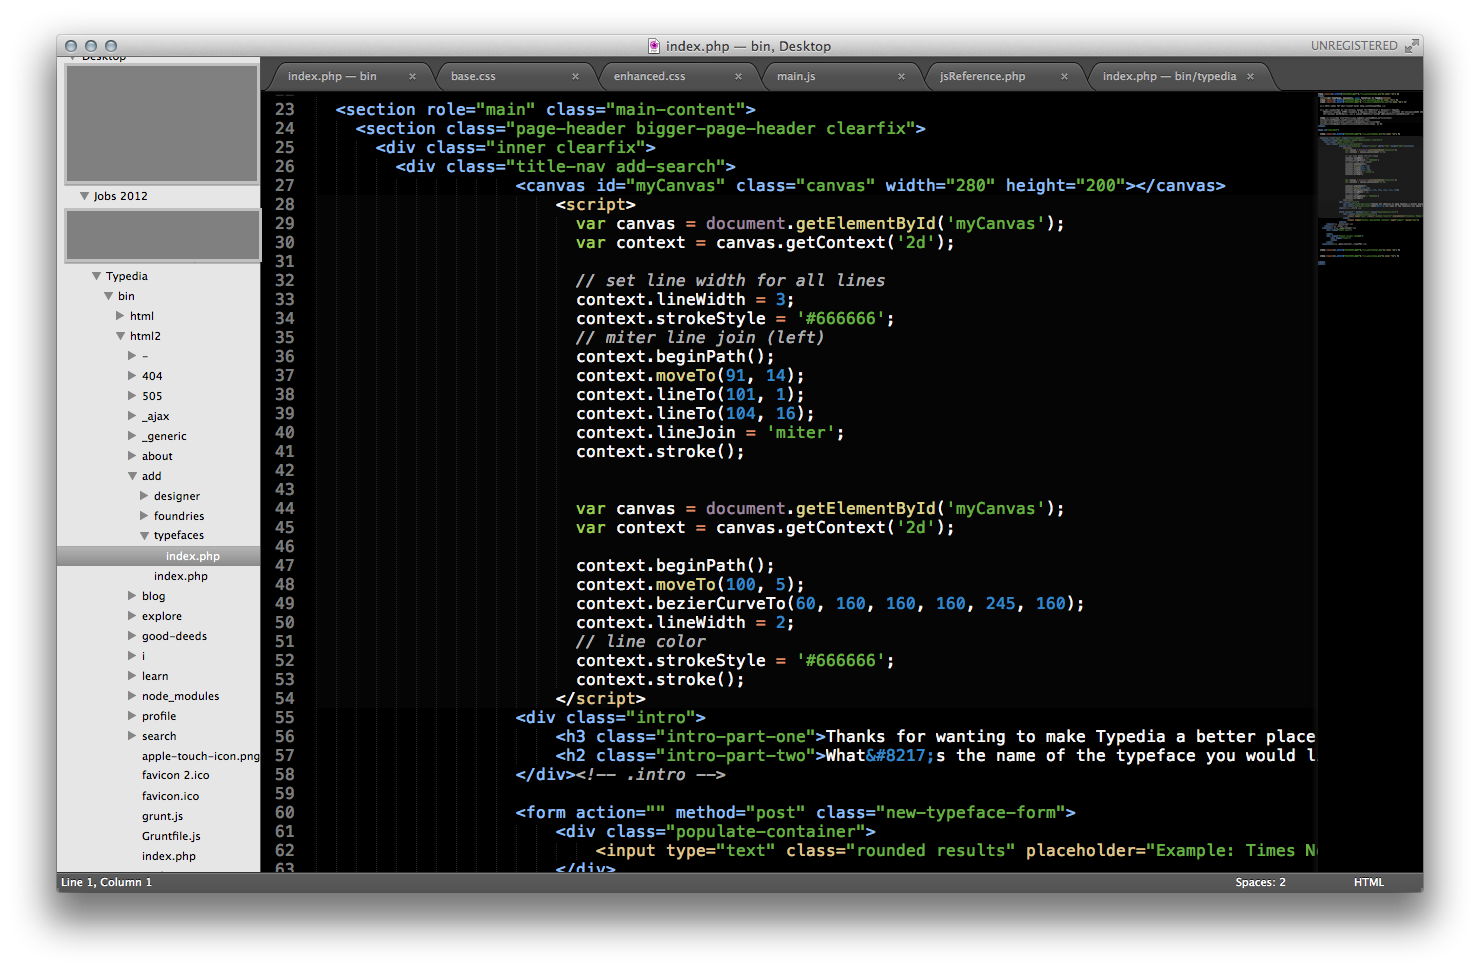 index.php — bin, Desktop
UNREGISTERED
Desktop
Jobs 2012
Typedia
bin
html
html2
-
404
505
_ajax
_generic
about
add
designer
foundries
typefaces
index.php
index.php
blog
explore
good-deeds
i
learn
node_modules
profile
search
apple-touch-icon.png
favicon 2.ico
favicon.ico
grunt.js
Gruntfile.js
index.php
index.php — bin × base.css × enhanced.css × main.js × jsReference.php × index.php — bin/typedia ×
23 <section role="main" class="main-content">
24 <section class="page-header bigger-page-header clearfix">
25 <div class="inner clearfix">
26 <div class="title-nav add-search">
27 <canvas id="myCanvas" class="canvas" width="280" height="200"></canvas>
28 <script>
29 var canvas = document.getElementById('myCanvas');
30 var context = canvas.getContext('2d');
31
32 // set line width for all lines
33 context.lineWidth = 3;
34 context.strokeStyle = '#666666';
35 // miter line join (left)
36 context.beginPath();
37 context.moveTo(91, 14);
38 context.lineTo(101, 1);
39 context.lineTo(104, 16);
40 context.lineJoin = 'miter';
41 context.stroke();
42
43
44 var canvas = document.getElementById('myCanvas');
45 var context = canvas.getContext('2d');
46
47 context.beginPath();
48 context.moveTo(100, 5);
49 context.bezierCurveTo(60, 160, 160, 160, 245, 160);
50 context.lineWidth = 2;
51 // line color
52 context.strokeStyle = '#666666';
53 context.stroke();
54 </script>
55 <div class="intro">
56 <h3 class="intro-part-one">Thanks for wanting to make Typedia a better place
57 <h2 class="intro-part-two">What&#8217;s the name of the typeface you would l
58 </div><!-- .intro -->
59
60 <form action="" method="post" class="new-typeface-form">
61 <div class="populate-container">
62 <input type="text" class="rounded results" placeholder="Example: Times N
63 </div>
Line 1, Column 1
Spaces: 2
HTML